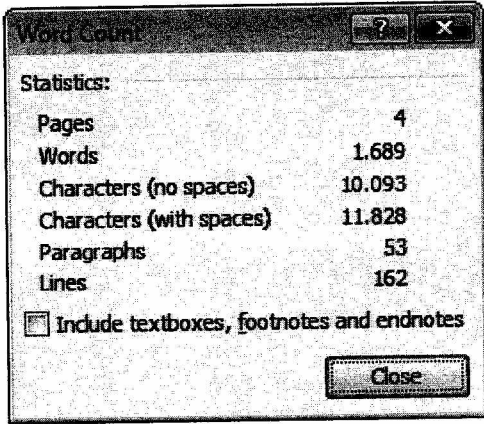 Word Count
Statistics:
Pages 4
Words 1.689
Characters (no spaces) 10.093
Characters (with spaces) 11.828
Paragraphs 53
Lines 162
Include textboxes, footnotes and endnotes
Close